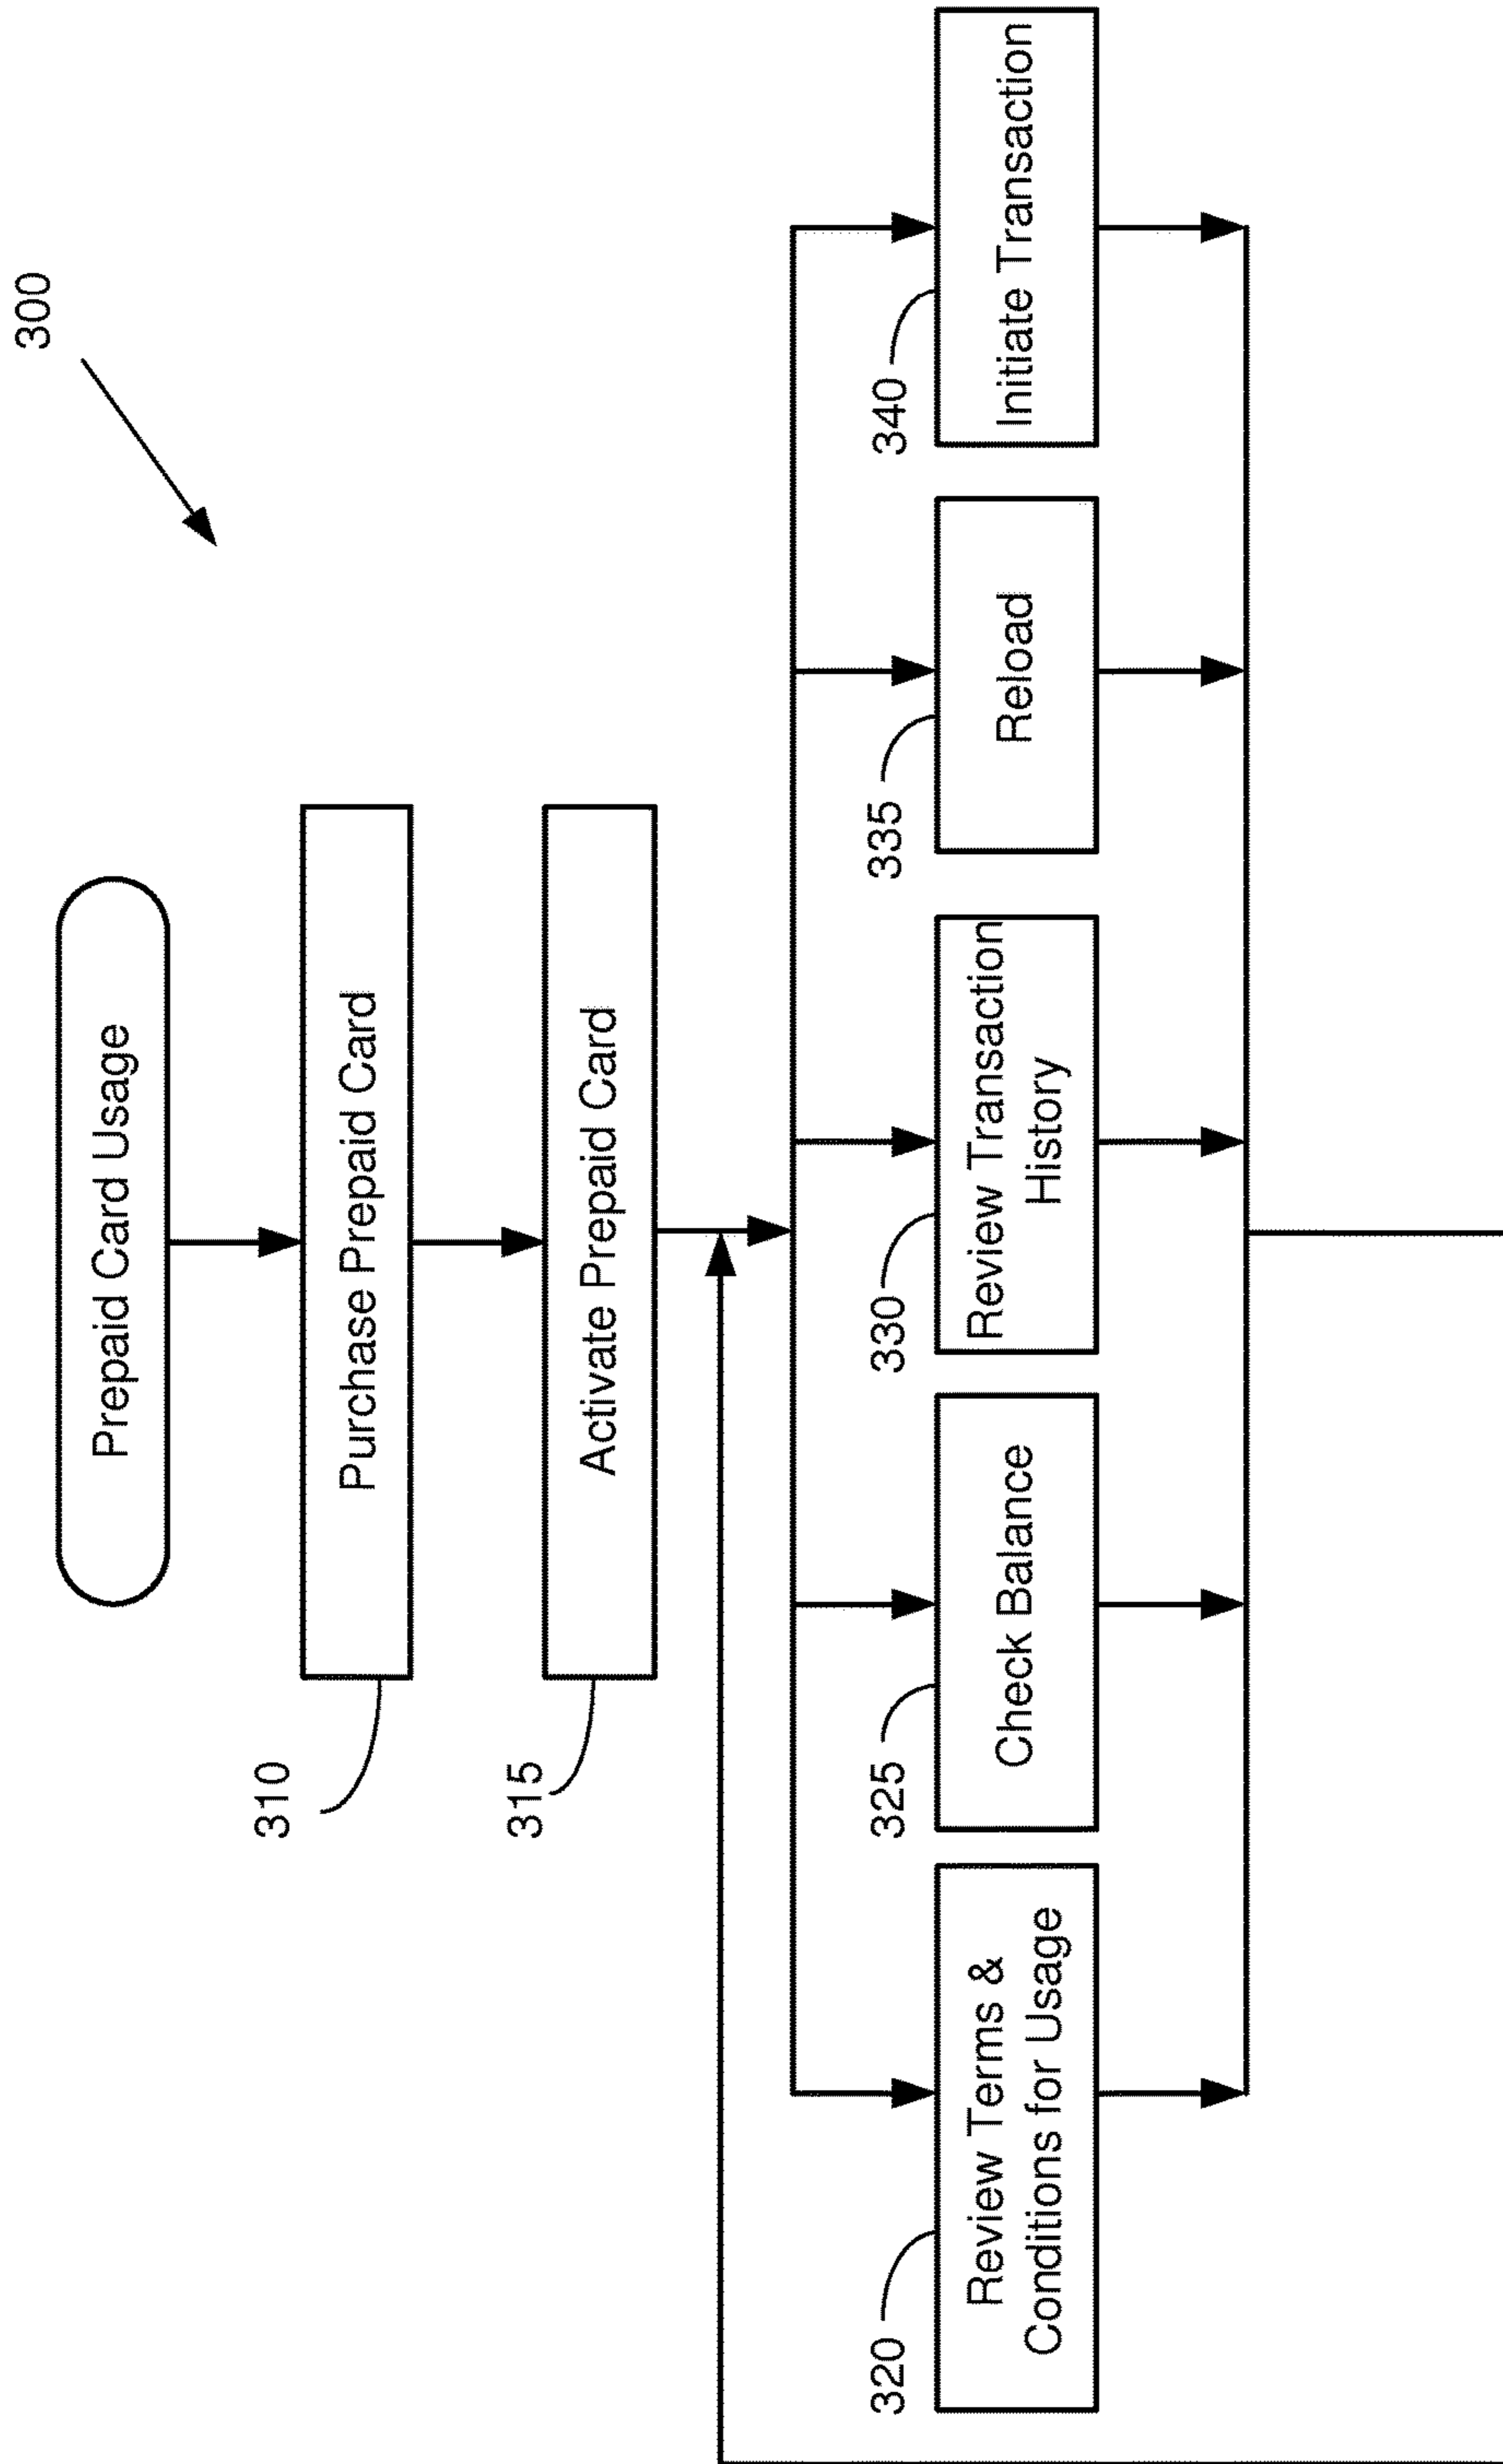 300
Prepaid Card Usage
310
Purchase Prepaid Card
315
Activate Prepaid Card
320
Review Terms &
Conditions for Usage
325
Check Balance
330
Review Transaction
History
335
Reload
340
Initiate Transaction